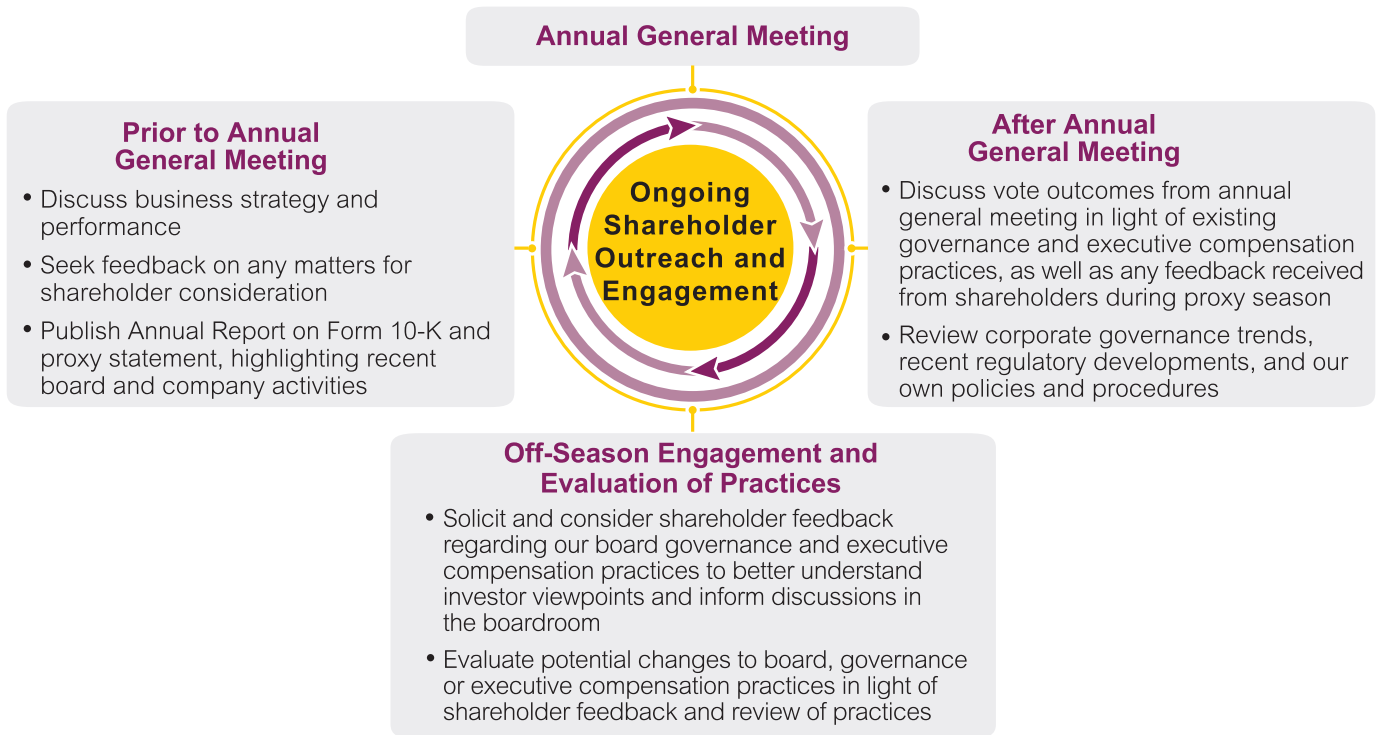 Annual General Meeting
Prior to Annual
General Meeting
• Discuss business strategy and
performance
• Seek feedback on any matters for
shareholder consideration
• Publish Annual Report on Form 10-K and
proxy statement, highlighting recent
board and company activities
Ongoing
Shareholder
Outreach and
Engagement
After Annual
General Meeting
• Discuss vote outcomes from annual
general meeting in light of existing
governance and executive compensation
practices, as well as any feedback received
from shareholders during proxy season
• Review corporate governance trends,
recent regulatory developments, and our
own policies and procedures
Off-Season Engagement and
Evaluation of Practices
• Solicit and consider shareholder feedback
regarding our board governance and executive
compensation practices to better understand
investor viewpoints and inform discussions in
the boardroom
• Evaluate potential changes to board, governance
or executive compensation practices in light of
shareholder feedback and review of practices